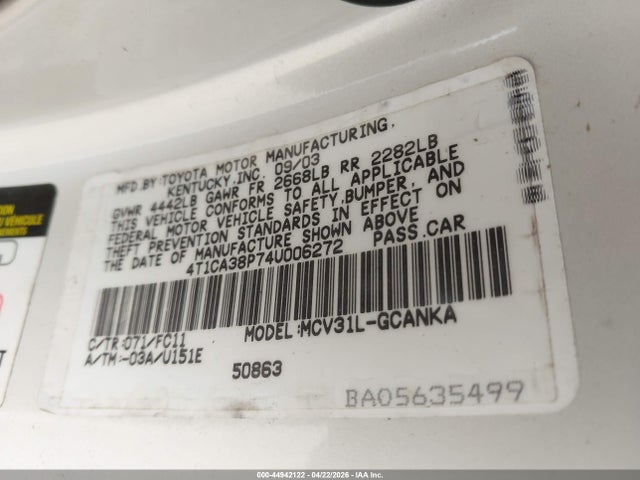 MFD.BY:TOYOTA MOTOR MANUFACTURING,
KENTUCKY,INC. 09/03
GVWR 4442LB GAWR FR 2668LB RR 2282LB
THIS VEHICLE CONFORMS TO ALL APPLICABLE
FEDERAL MOTOR VEHICLE SAFETY,BUMPER, AND
THEFT PREVENTION STANDARDS IN EFFECT ON
THE DATE OF MANUFACTURE SHOWN ABOVE
4T1CA38P74U006272 PASS.CAR
C/TR:071/FC11 MODEL:MCV31L-GCANKA
A/TM:-03A/U151E
50863
BA05635499
VEHICLE
000-44942122 - 04/22/2026 - IAA Inc.